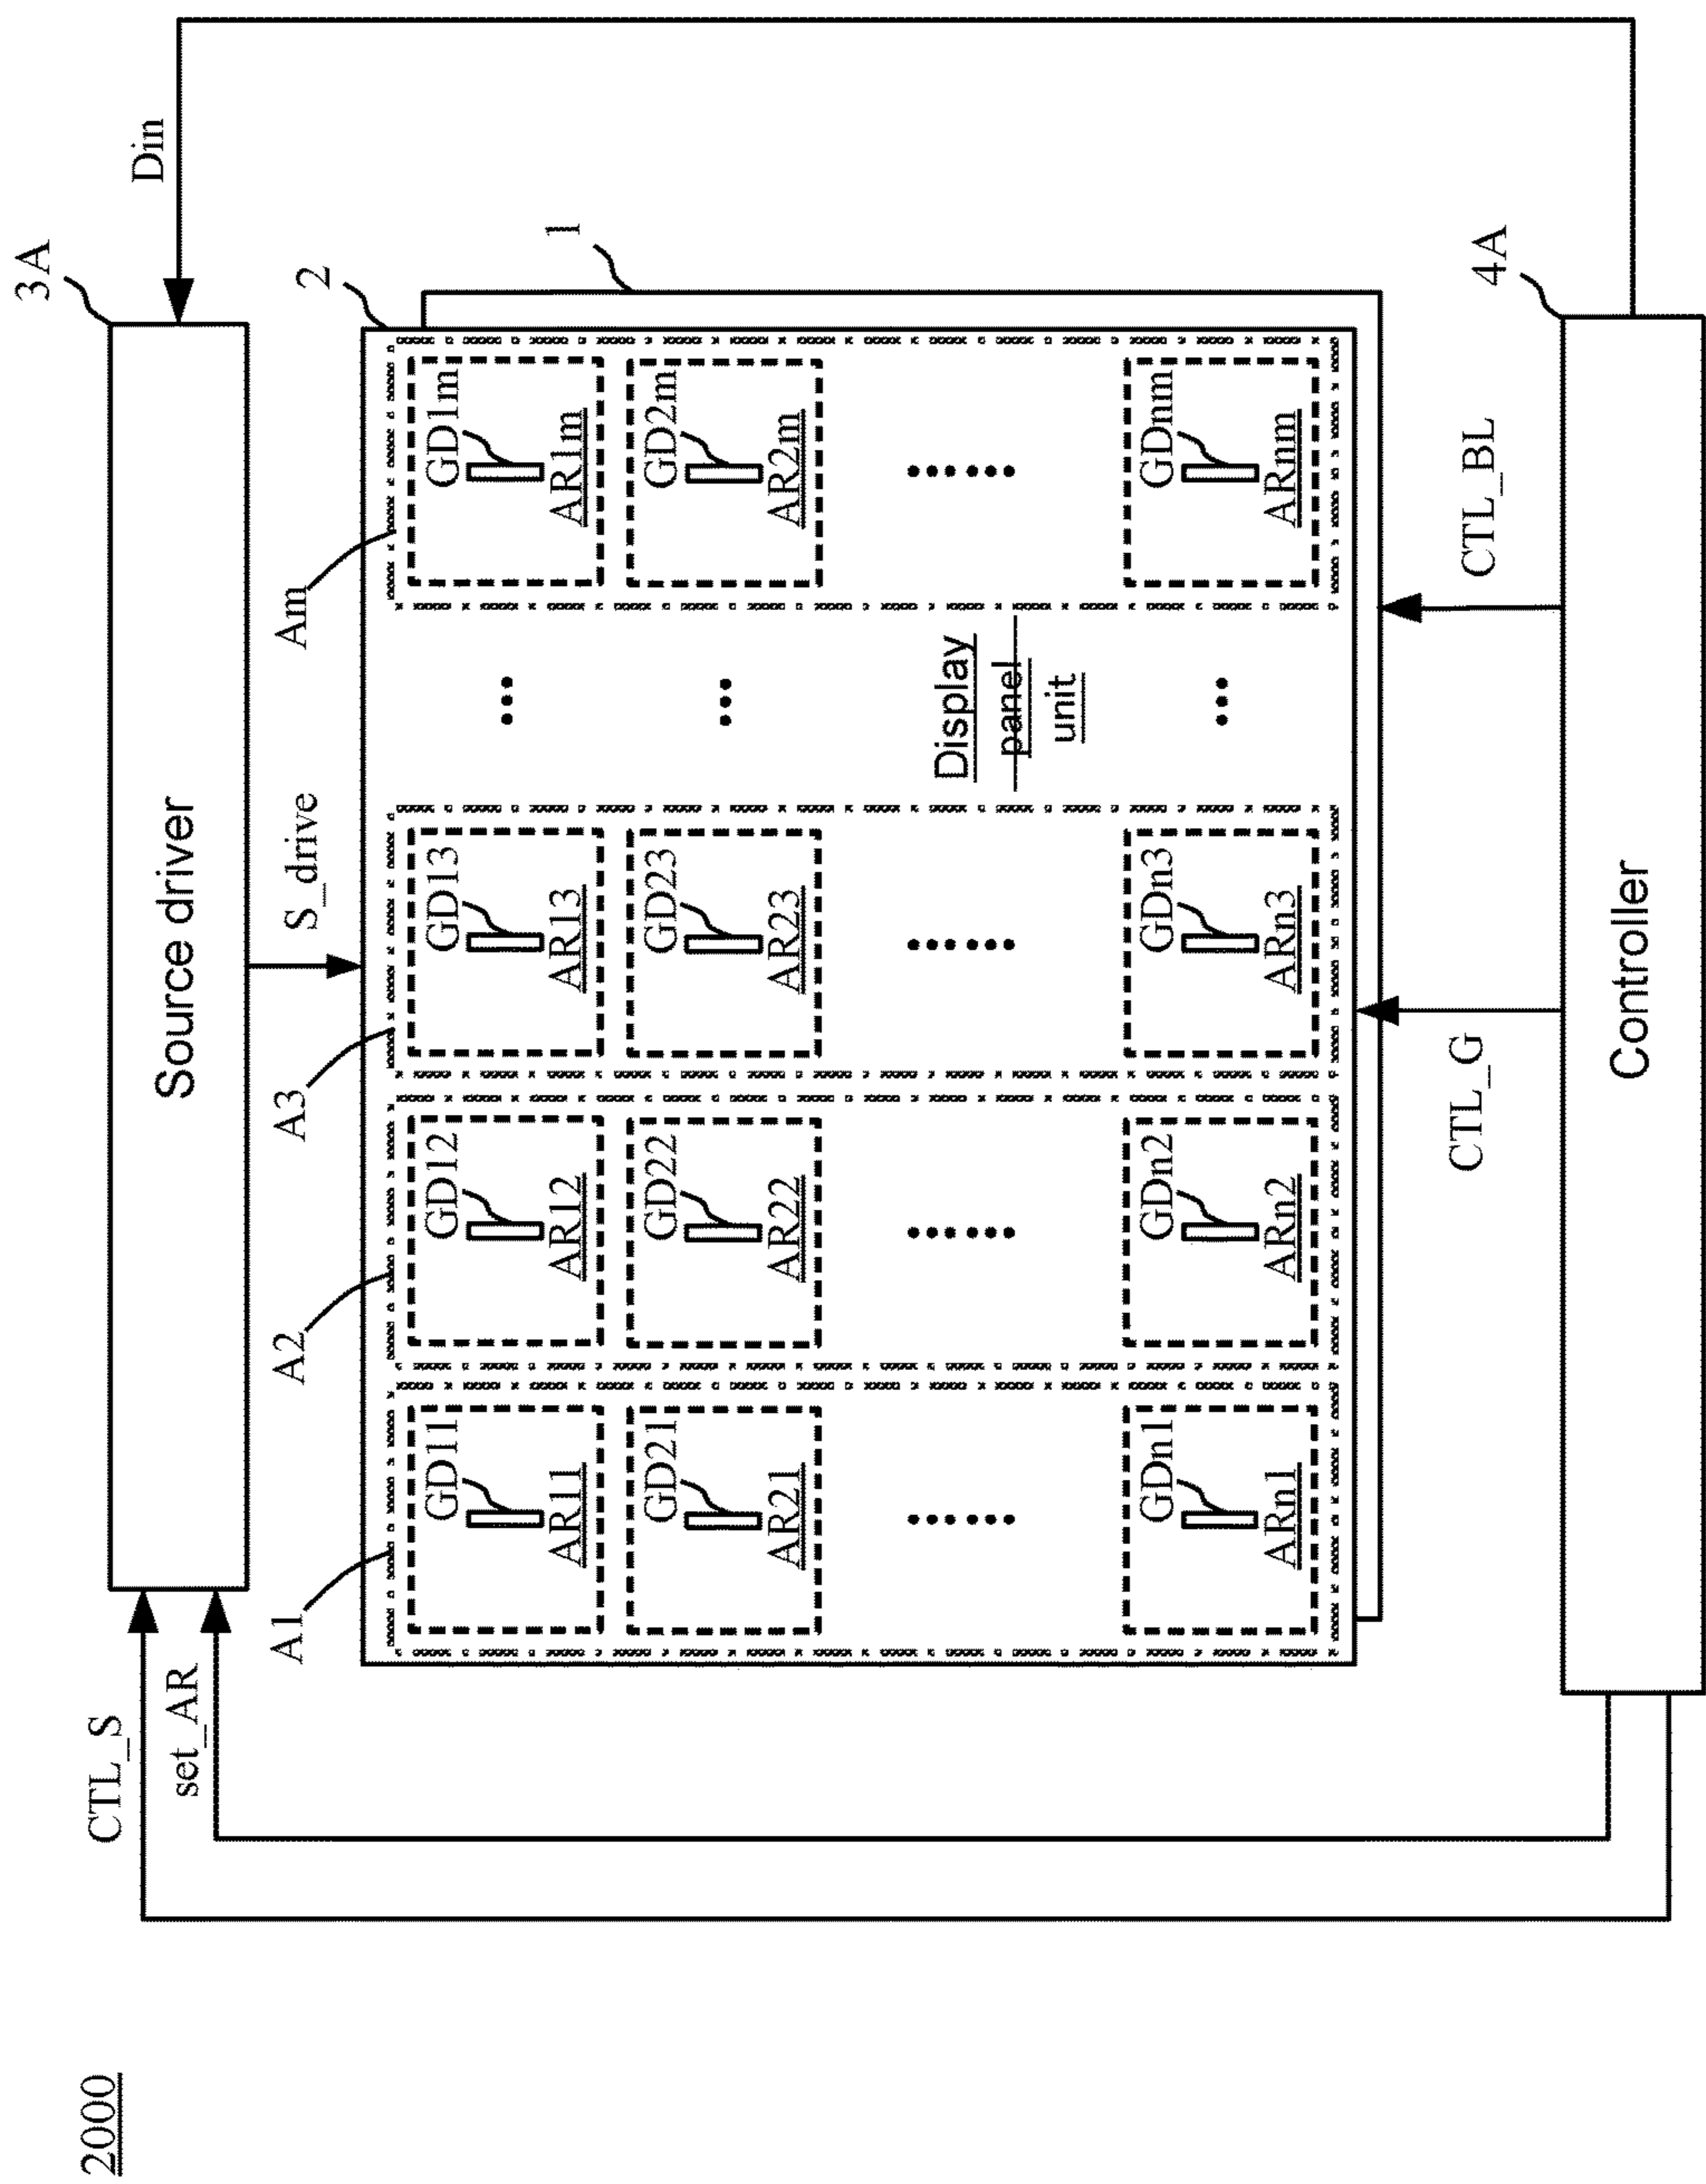 2000
3A
Din
Source driver
CTL_S
set_AR
S_drive
A1
A2
A3
Am
2
1
GD11
AR11
GD12
AR12
GD13
AR13
GD1m
AR1m
GD21
AR21
GD22
AR22
GD23
AR23
GD2m
AR2m
Display
panel
unit
GDn1
ARn1
GDn2
ARn2
GDn3
ARn3
GDnm
ARnm
CTL_G
CTL_BL
4A
Controller